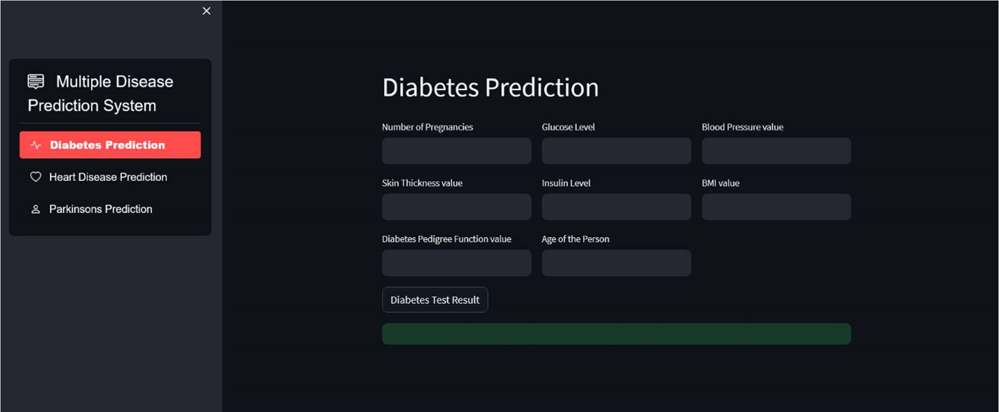 Multiple Disease
Prediction System
Diabetes Prediction
Heart Disease Prediction
Parkinsons Prediction
Diabetes Prediction
Number of Pregnancies
Glucose Level
Blood Pressure value
Skin Thickness value
Insulin Level
BMI value
Diabetes Pedigree Function value
Age of the Person
Diabetes Test Result